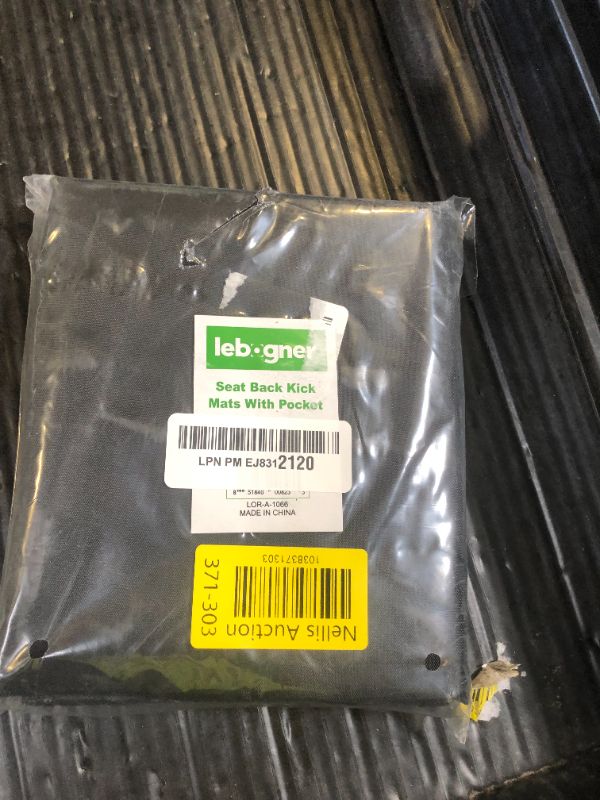 lebogner
Seat Back Kick
Mats With Pocket
LPN PM EJ8312120
LOR-A-1066
MADE IN CHINA
1038371303
Nellis Auction
371-303